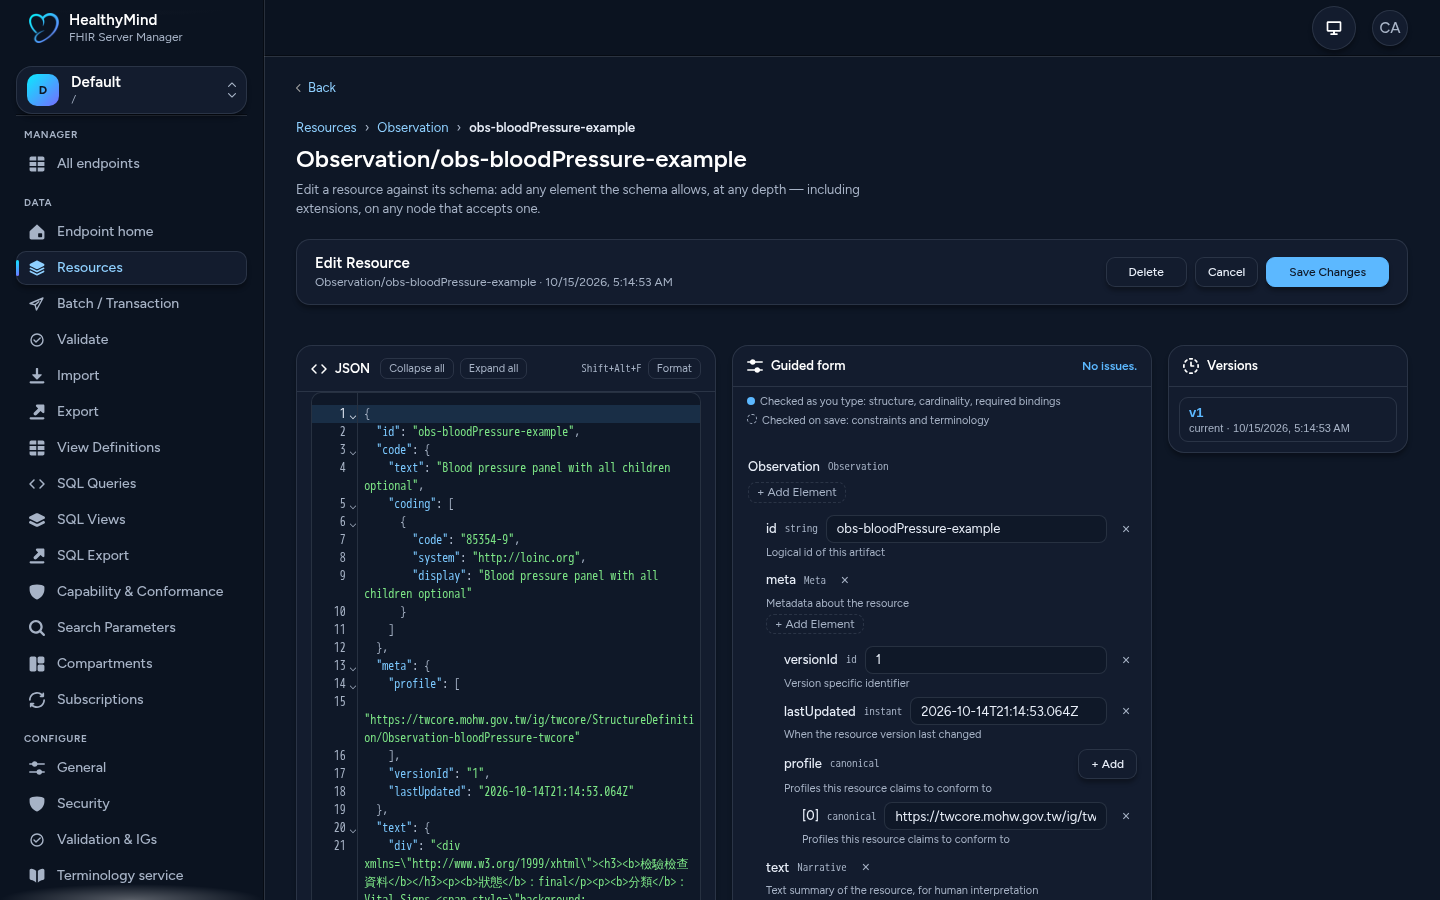 HealthyMind
FHIR Server Manager
D
Default
/
MANAGER
All endpoints
DATA
Endpoint home
Resources
Batch / Transaction
Validate
Import
Export
View Definitions
SQL Queries
SQL Views
SQL Export
Capability & Conformance
Search Parameters
Compartments
Subscriptions
CONFIGURE
General
Security
Validation & IGs
Terminology service
CA
Back
Resources › Observation › obs-bloodPressure-example
Observation/obs-bloodPressure-example
Edit a resource against its schema: add any element the schema allows, at any depth — including
extensions, on any node that accepts one.
Edit Resource
Observation/obs-bloodPressure-example · 10/15/2026, 5:14:53 AM
Delete
Cancel
Save Changes
JSON
Collapse all
Expand all
Shift+Alt+F
Format
1 {
2 "id": "obs-bloodPressure-example",
3 "code": {
4 "text": "Blood pressure panel with all children
optional",
5 "coding": [
6 {
7 "code": "85354-9",
8 "system": "http://loinc.org",
9 "display": "Blood pressure panel with all
children optional"
10 }
11 ]
12 },
13 "meta": {
14 "profile": [
15
"https://twcore.mohw.gov.tw/ig/twcore/StructureDefiniti
on/Observation-bloodPressure-twcore"
16 ],
17 "versionId": "1",
18 "lastUpdated": "2026-10-14T21:14:53.064Z"
19 },
20 "text": {
21 "div": "<div
xmlns=\"http://www.w3.org/1999/xhtml\"><h3><b>檢驗檢查
資料</b></h3><p><b>狀態</b>：final</p><p><b>分類</b>：
Vital Signs <span style=\"background:
Guided form
No issues.
Checked as you type: structure, cardinality, required bindings
Checked on save: constraints and terminology
Observation Observation
+ Add Element
id string obs-bloodPressure-example ×
Logical id of this artifact
meta Meta ×
Metadata about the resource
+ Add Element
versionId id 1 ×
Version specific identifier
lastUpdated instant 2026-10-14T21:14:53.064Z ×
When the resource version last changed
profile canonical + Add
Profiles this resource claims to conform to
[0] canonical https://twcore.mohw.gov.tw/ig/tw ×
Profiles this resource claims to conform to
text Narrative ×
Text summary of the resource, for human interpretation
Versions
v1
current · 10/15/2026, 5:14:53 AM